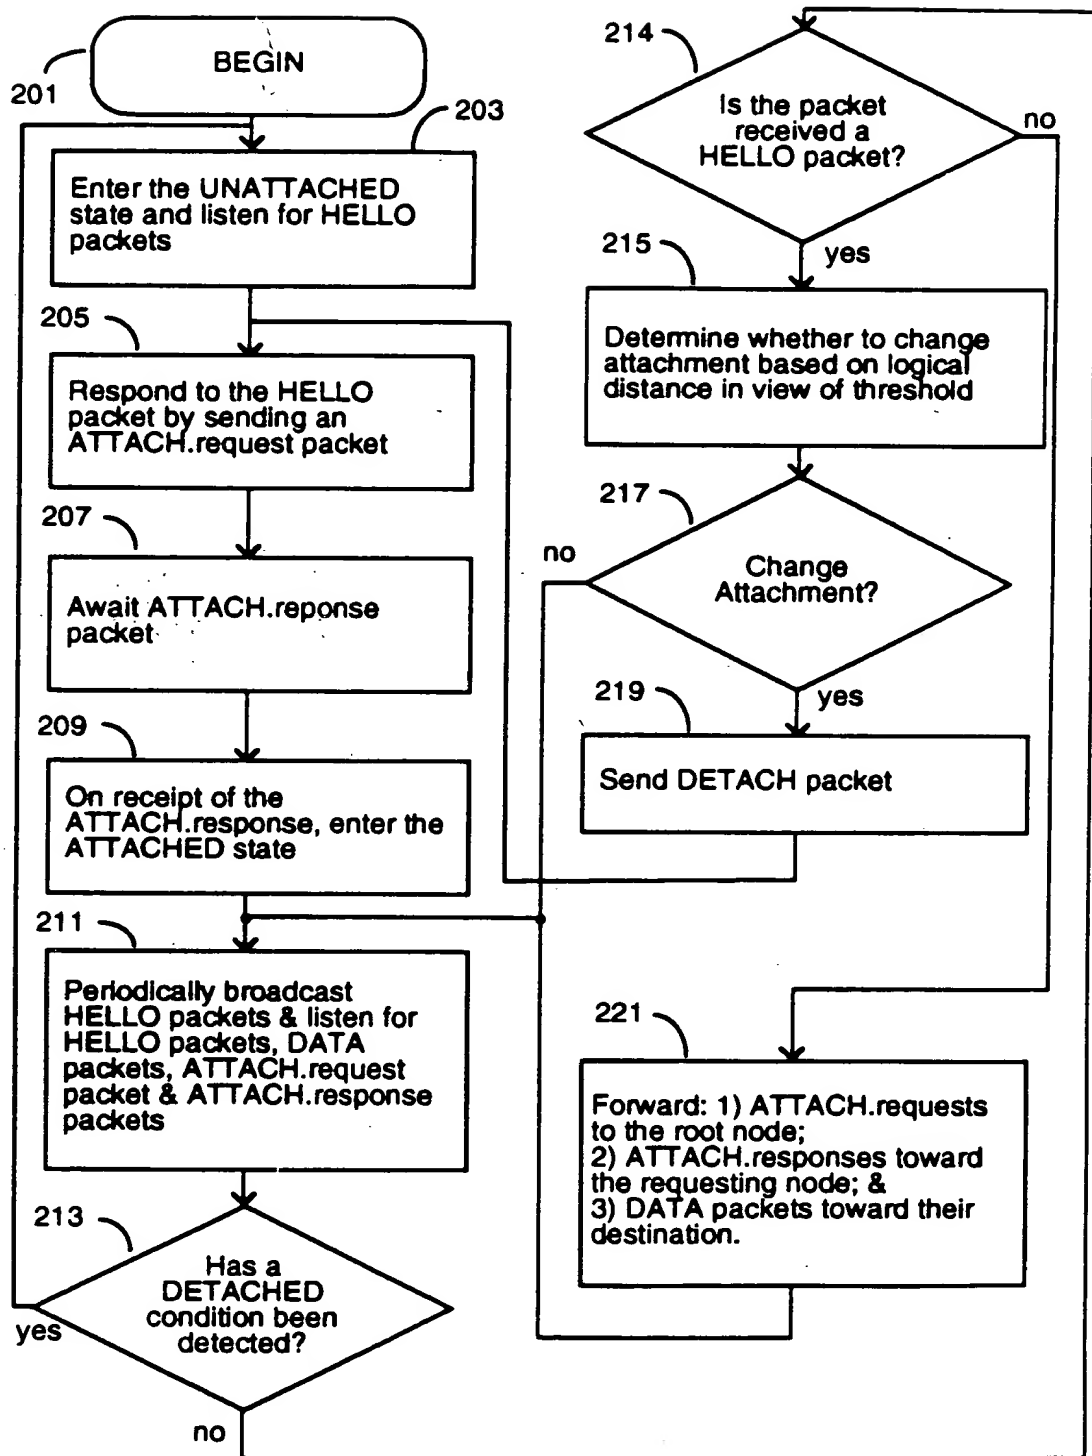 201
BEGIN
203
Enter the UNATTACHED
state and listen for HELLO
packets
205
Respond to the HELLO
packet by sending an
ATTACH.request packet
207
Await ATTACH.reponse
packet
209
On receipt of the
ATTACH.response, enter the
ATTACHED state
211
Periodically broadcast
HELLO packets & listen for
HELLO packets, DATA
packets, ATTACH.request
packet & ATTACH.response
packets
213
Has a
DETACHED
condition been
detected?
yes
no
214
Is the packet
received a
HELLO packet?
no
yes
215
Determine whether to change
attachment based on logical
distance in view of threshold
217
no
Change
Attachment?
yes
219
Send DETACH packet
221
Forward: 1) ATTACH.requests
to the root node;
2) ATTACH.responses toward
the requesting node; &
3) DATA packets toward their
destination.